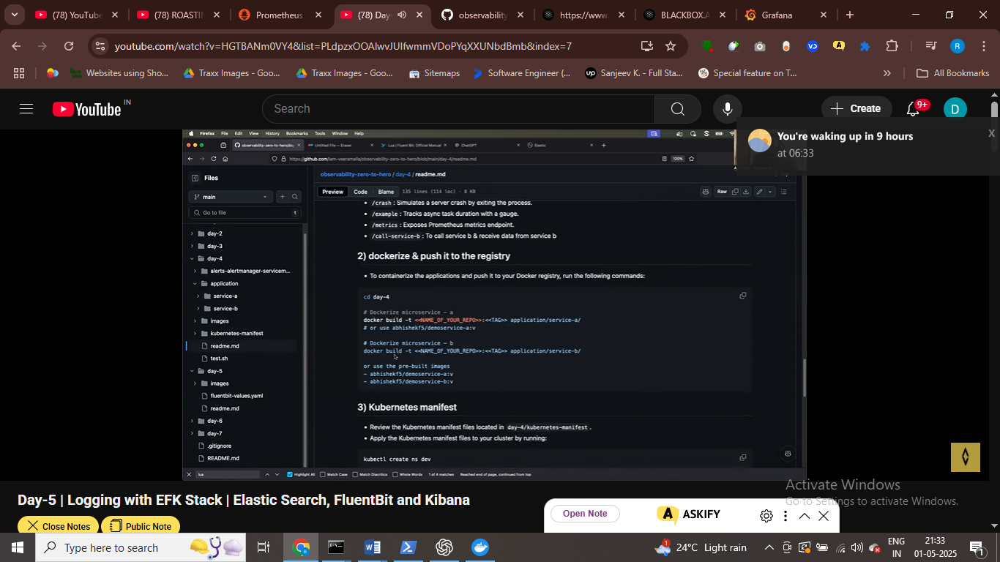 (78) YouTube
(78) ROASTIN
Prometheus
(78) Day-
observability
https://www.
BLACKBOX.A
Grafana
youtube.com/watch?v=HGTBANm0VY4&list=PLdpzxOOAlwvJUlfwmmVDoPYqXXUNbdBmb&index=7
R
Websites using Sho...
Traxx Images - Goo...
Traxx Images - Goo...
Sitemaps
Software Engineer (...
Sanjeev K. - Full Sta...
Special feature on T...
All Bookmarks
YouTube IN
Search
Create
9+
D
You're waking up in 9 hours
at 06:33
X
Firefox File Edit View History Bookmarks Tools Window Help
observability-zero-to-hero/day
Untitled File — Eraser
Lua | Fluent Bit: Official Manual
ChatGPT
Elastic
https://github.com/iam-veeramalla/observability-zero-to-hero/blob/main/day-4/readme.md
120%
Files
observability-zero-to-hero / day-4 / readme.md
main
Preview Code Blame 135 lines (114 loc) · 8 KB
Raw
Go to file
t
day-2
day-3
day-4
alerts-alertmanager-servicem...
application
service-a
service-b
images
kubernetes-manifest
readme.md
test.sh
day-5
images
fluentbit-values.yaml
readme.md
day-6
day-7
.gitignore
README.md
• /crash : Simulates a server crash by exiting the process.
• /example : Tracks async task duration with a gauge.
• /metrics : Exposes Prometheus metrics endpoint.
• /call-service-b : To call service b & receive data from service b
2) dockerize & push it to the registry
• To containerize the applications and push it to your Docker registry, run the following commands:
cd day-4
# Dockerize microservice - a
docker build -t <<NAME_OF_YOUR_REPO>>:<<TAG>> application/service-a/
# or use abhishekf5/demoservice-a:v
# Dockerize microservice - b
docker build -t <<NAME_OF_YOUR_REPO>>:<<TAG>> application/service-b/
or use the pre-built images
- abhishekf5/demoservice-a:v
- abhishekf5/demoservice-b:v
3) Kubernetes manifest
• Review the Kubernetes manifest files located in day-4/kubernetes-manifest .
• Apply the Kubernetes manifest files to your cluster by running:
kubectl create ns dev
lua
Highlight All Match Case Match Diacritics Whole Words 1 of 4 matches Reached end of page, continued from top
Activate Windows
Go to Settings to activate Windows.
Day-5 | Logging with EFK Stack | Elastic Search, FluentBit and Kibana
Close Notes
Public Note
Open Note
A ASKIFY
Type here to search
24°C Light rain
ENG
IN
21:33
01-05-2025
1